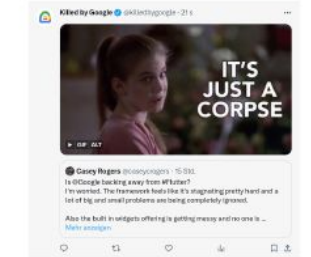 Killed by Google @killedbygoogle · 21 s
IT'S
JUST A
CORPSE
GIF ALT
Casey Rogers @caseycrogers · 15 Std.
Is @Google backing away from #Flutter?
I'm worried. The framework feels like it's stagnating pretty hard and a
lot of big and small problems are being completely ignored.
Also the built in widgets offering is getting messy and no one is ...
Mehr anzeigen